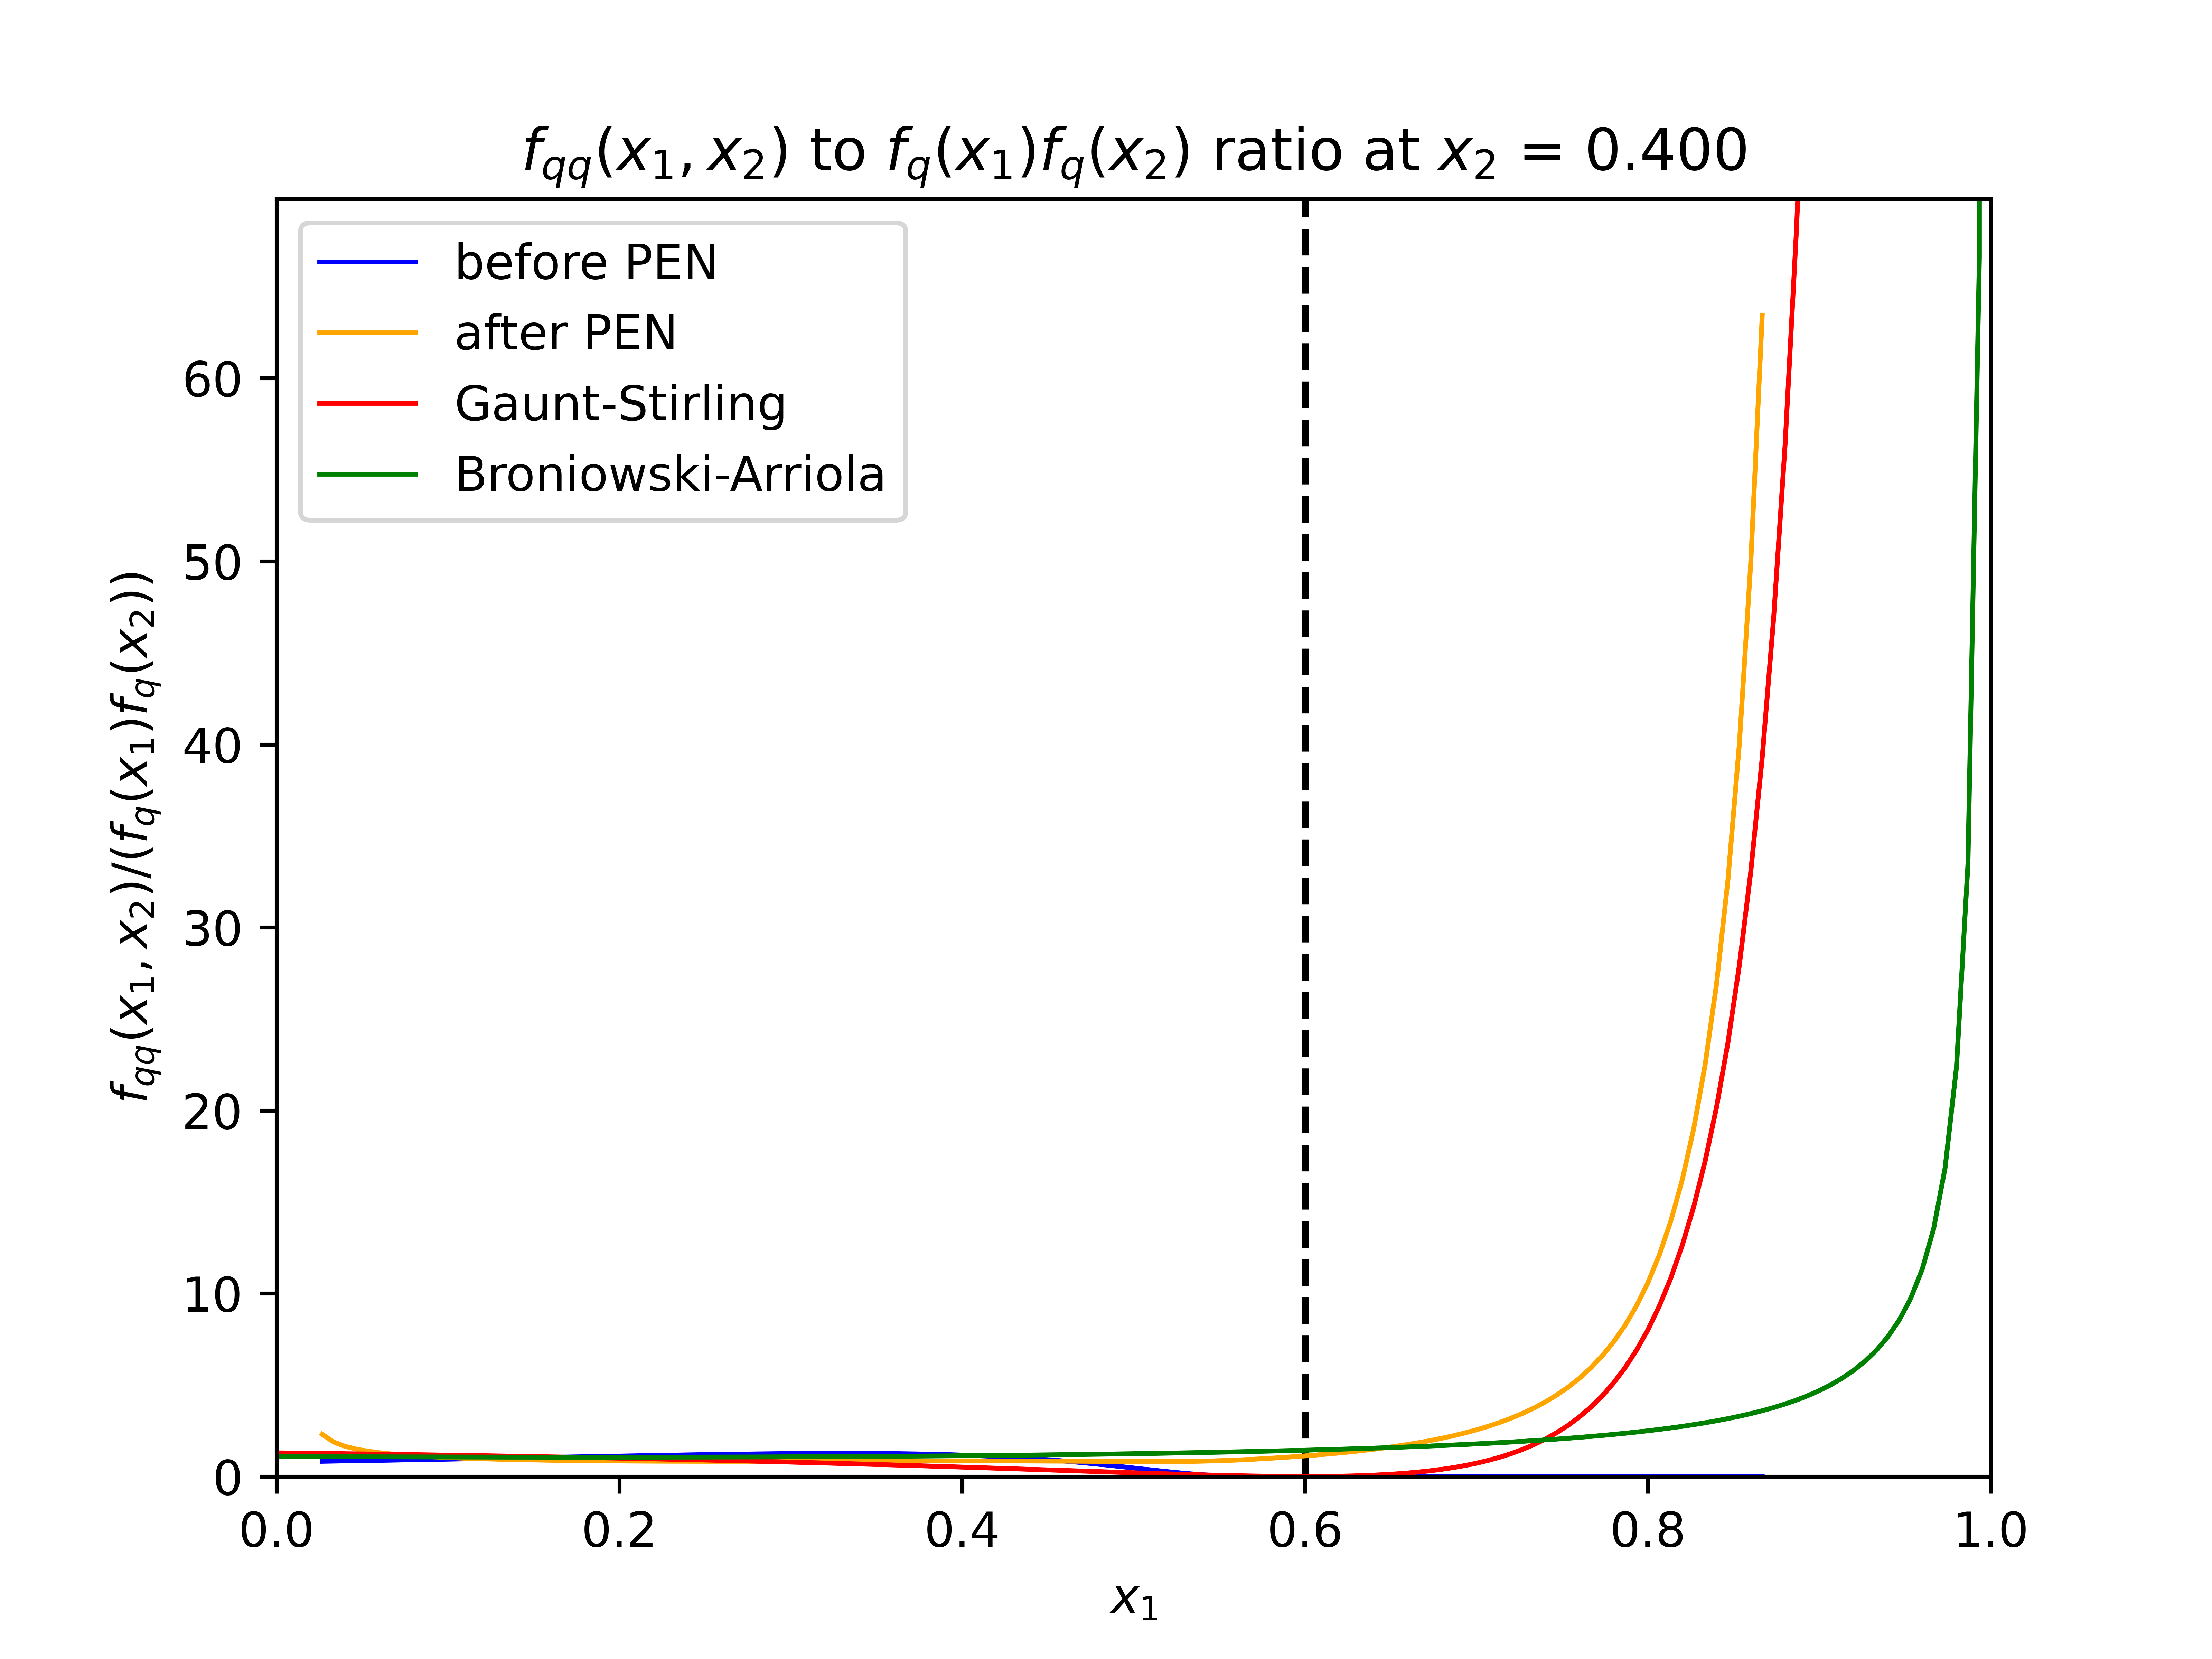 f_qq(x_1, x_2) to f_q(x_1)f_q(x_2) ratio at x_2 = 0.400
before PEN
after PEN
Gaunt-Stirling
Broniowski-Arriola
f_qq(x_1, x_2)/(f_q(x_1)f_q(x_2))
60
50
40
30
20
10
0
0.0 0.2 0.4 0.6 0.8 1.0
x_1